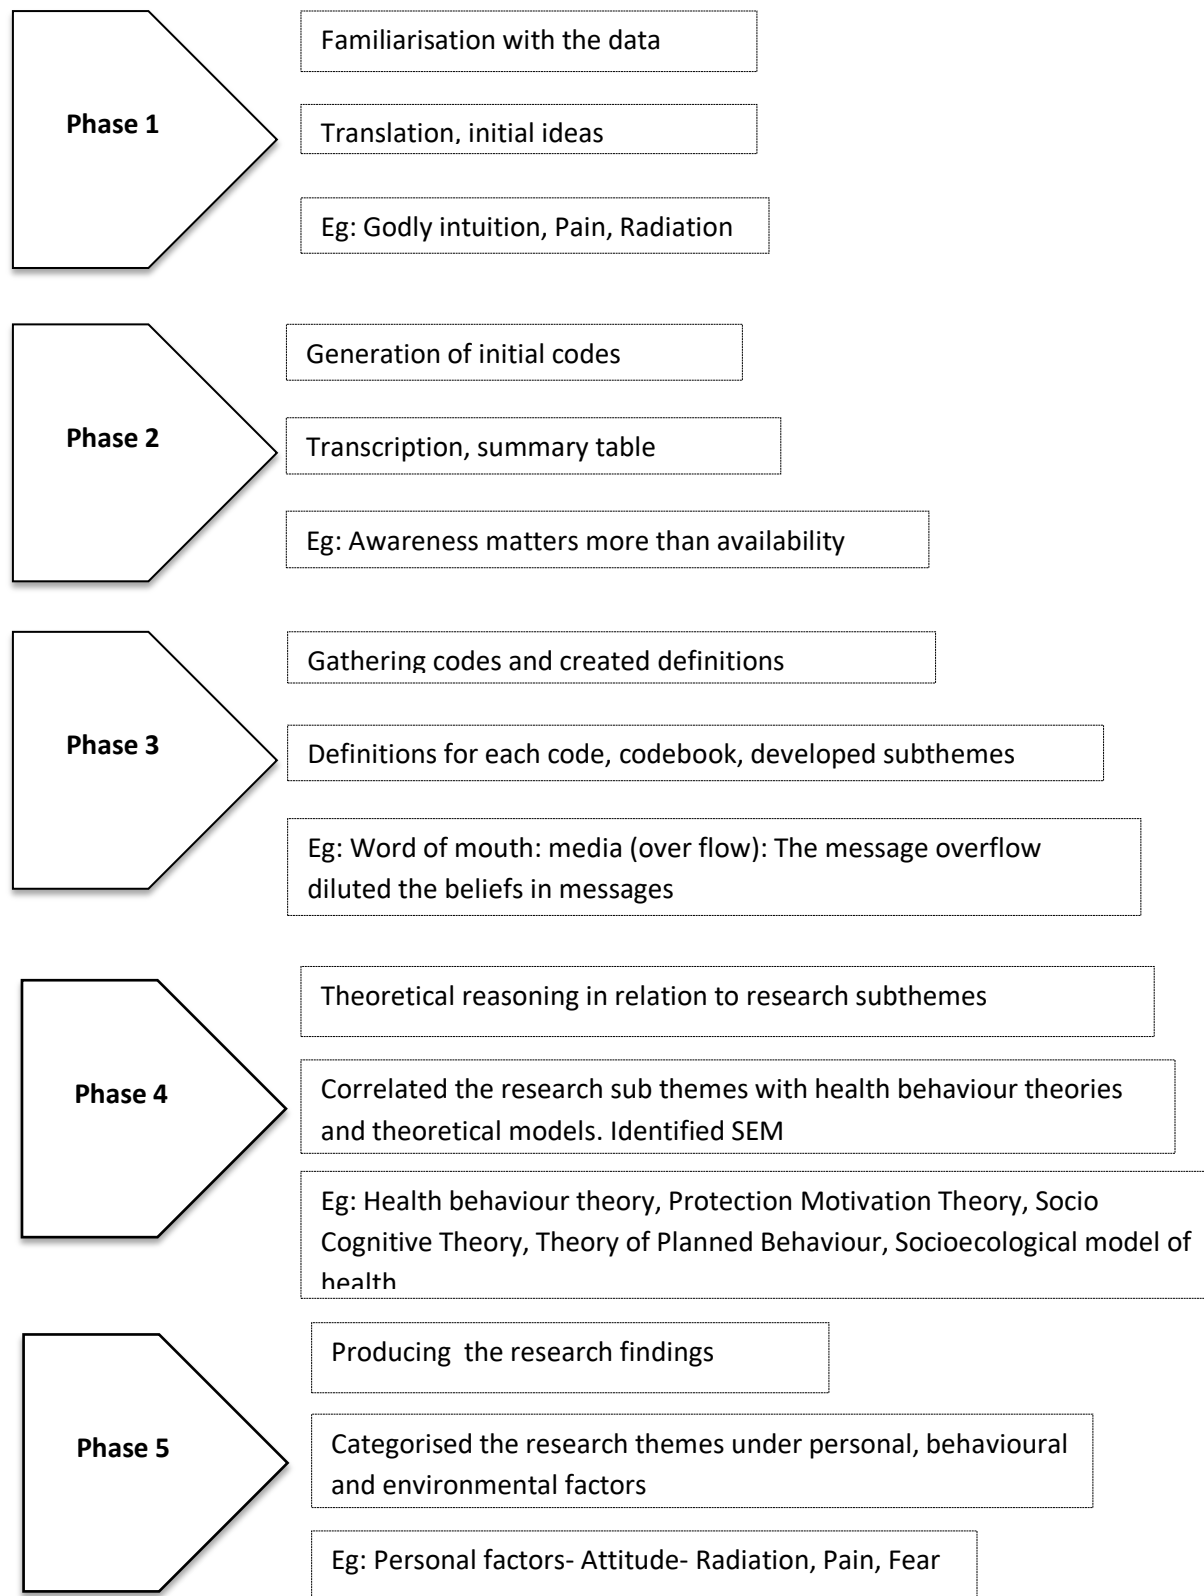 Familiarisation with the data
Phase 1
Translation, initial ideas
Eg: Godly intuition, Pain, Radiation
Generation of initial codes
Phase 2
Transcription, summary table
Eg: Awareness matters more than availability
Gathering codes and created definitions
Phase 3
Definitions for each code, codebook, developed subthemes
Eg: Word of mouth: media (over flow): The message overflow
diluted the beliefs in messages
Theoretical reasoning in relation to research subthemes
Phase 4
Correlated the research sub themes with health behaviour theories
and theoretical models. Identified SEM
Eg: Health behaviour theory, Protection Motivation Theory, Socio
Cognitive Theory, Theory of Planned Behaviour, Socioecological model of
health
Producing the research findings
Phase 5
Categorised the research themes under personal, behavioural
and environmental factors
Eg: Personal factors- Attitude- Radiation, Pain, Fear